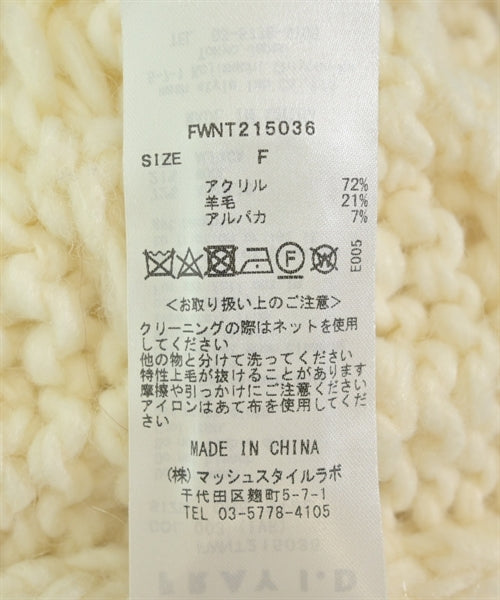 FWNT215036
SIZE F
アクリル 72%
羊毛 21%
アルパカ 7%
F W E005
<お取り扱い上のご注意>
クリーニングの際はネットを使用
してください
他の物と分けて洗ってください
特性上毛が抜けることがあります
摩擦や引っかけにご注意ください
アイロンはあて布を使用してくだ
さい
MADE IN CHINA
(株)マッシュスタイルラボ
千代田区麹町5-7-1
TEL 03-5778-4105
FWNT215036
FRAY I.D